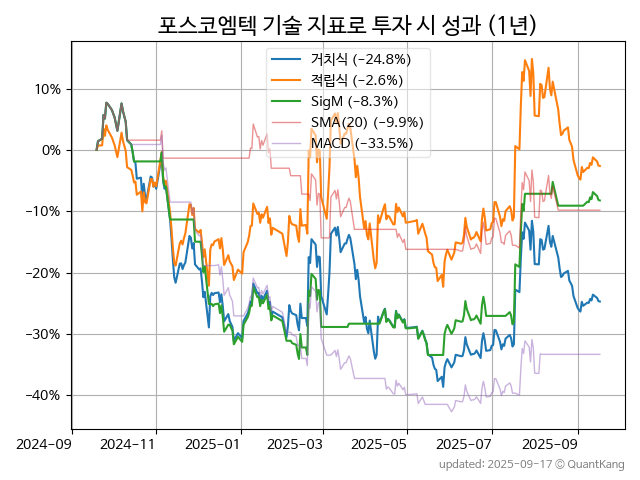 포스코엠텍 기술 지표로 투자 시 성과 (1년)
거치식 (−24.8%)
적립식 (−2.6%)
SigM (−8.3%)
SMA(20) (−9.9%)
MACD (−33.5%)
10%
0%
−10%
−20%
−30%
−40%
2024-09 2024-11 2025-01 2025-03 2025-05 2025-07 2025-09
updated: 2025-09-17 © QuantKang